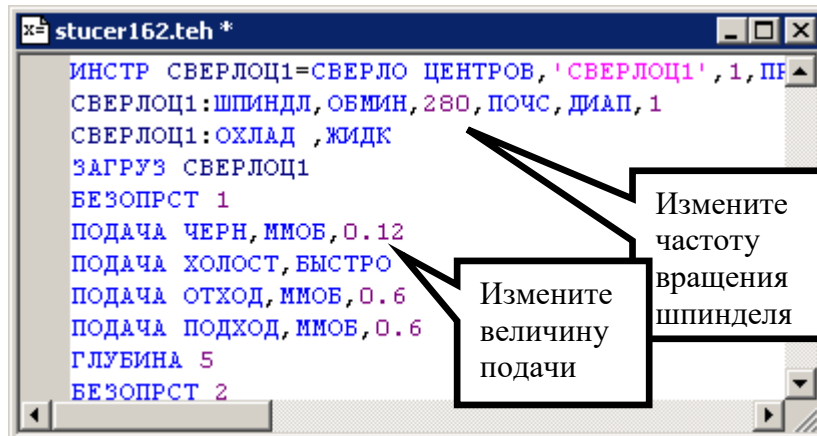 stucer162.teh *
ИНСТР СВЕРЛОЦ1=СВЕРЛО ЦЕНТРОВ,'СВЕРЛОЦ1',1,ПР
СВЕРЛОЦ1:ШПИНДЛ,ОБМИН,280,ПОЧС,ДИАП,1
СВЕРЛОЦ1:ОХЛАД ,ЖИДК
ЗАГРУЗ СВЕРЛОЦ1
БЕЗОПРСТ 1
ПОДАЧА ЧЕРН,ММОБ,0.12
ПОДАЧА ХОЛОСТ,БЫСТРО
ПОДАЧА ОТХОД,ММОБ,0.6
ПОДАЧА ПОДХОД,ММОБ,0.6
ГЛУБИНА 5
БЕЗОПРСТ 2
Измените
частоту
вращения
шпинделя
Измените
величину
подачи